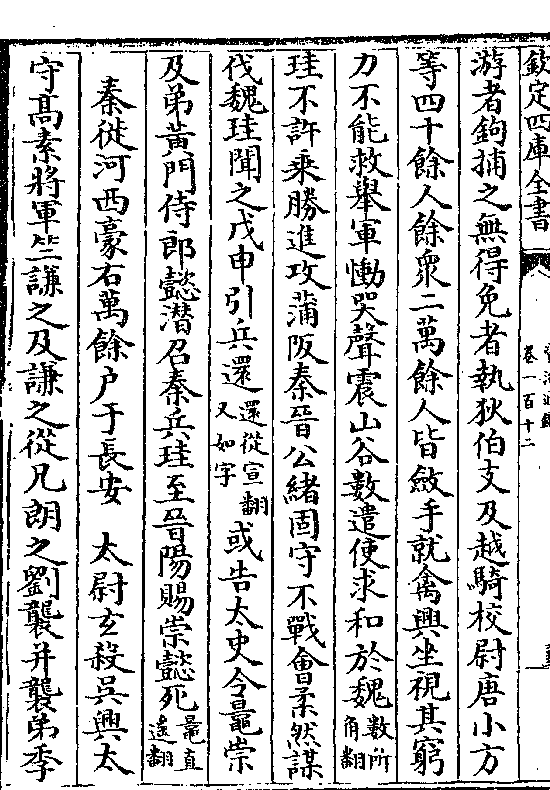 欽定四庫全書
卷一百十二
游者鉤捕之無得免者執狄伯支及越騎校尉唐小方
等四十餘人餘衆二萬餘人皆斂手就禽興坐視其窮
力不能救舉軍慟哭聲震山谷數遣使求和於魏數所角翻
珪不許乘勝進攻蒲阪秦晉公緒固守不戰會柔然謀
伐魏珪聞之戊申引兵還還從宣翻又如字或告太史令鼂崇
及弟黃門侍郎懿潛召秦兵珪至晉陽賜崇懿死鼂直遥翻
秦徙河西豪右萬餘户于長安 太尉玄殺吳興太
守高素將軍竺謙之及謙之從兄朗之劉襲并襲弟季